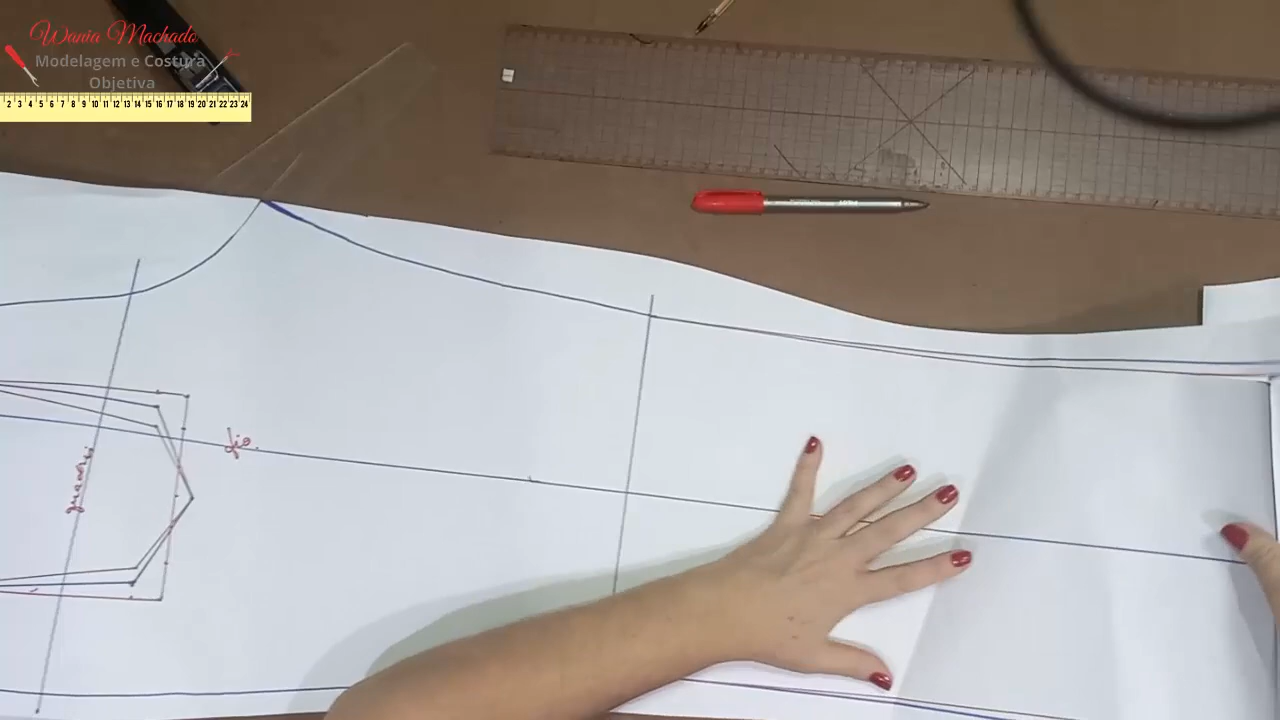 Wania Machado
Modelagem e Costura
Objetiva
2 3 4 5 6 7 8 9 10 11 12 13 14 15 16 17 18 19 20 21 22 23 24
fio.